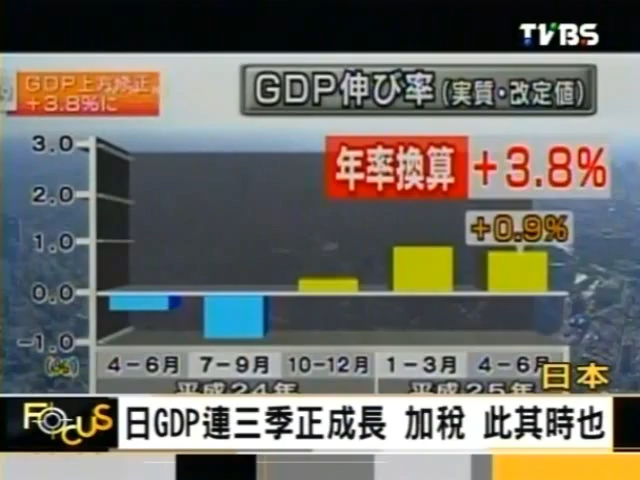 TVBS
GDP上方修正
+3.8%に
GDP伸び率(実質・改定値)
年率換算 +3.8%
+0.9%
3.0
2.0
1.0
0.0
-1.0
(%)
4-6月 7-9月 10-12月 1-3月 4-6月
平成24年 平成25年
日本
FOCUS
日GDP連三季正成長 加稅 此其時也